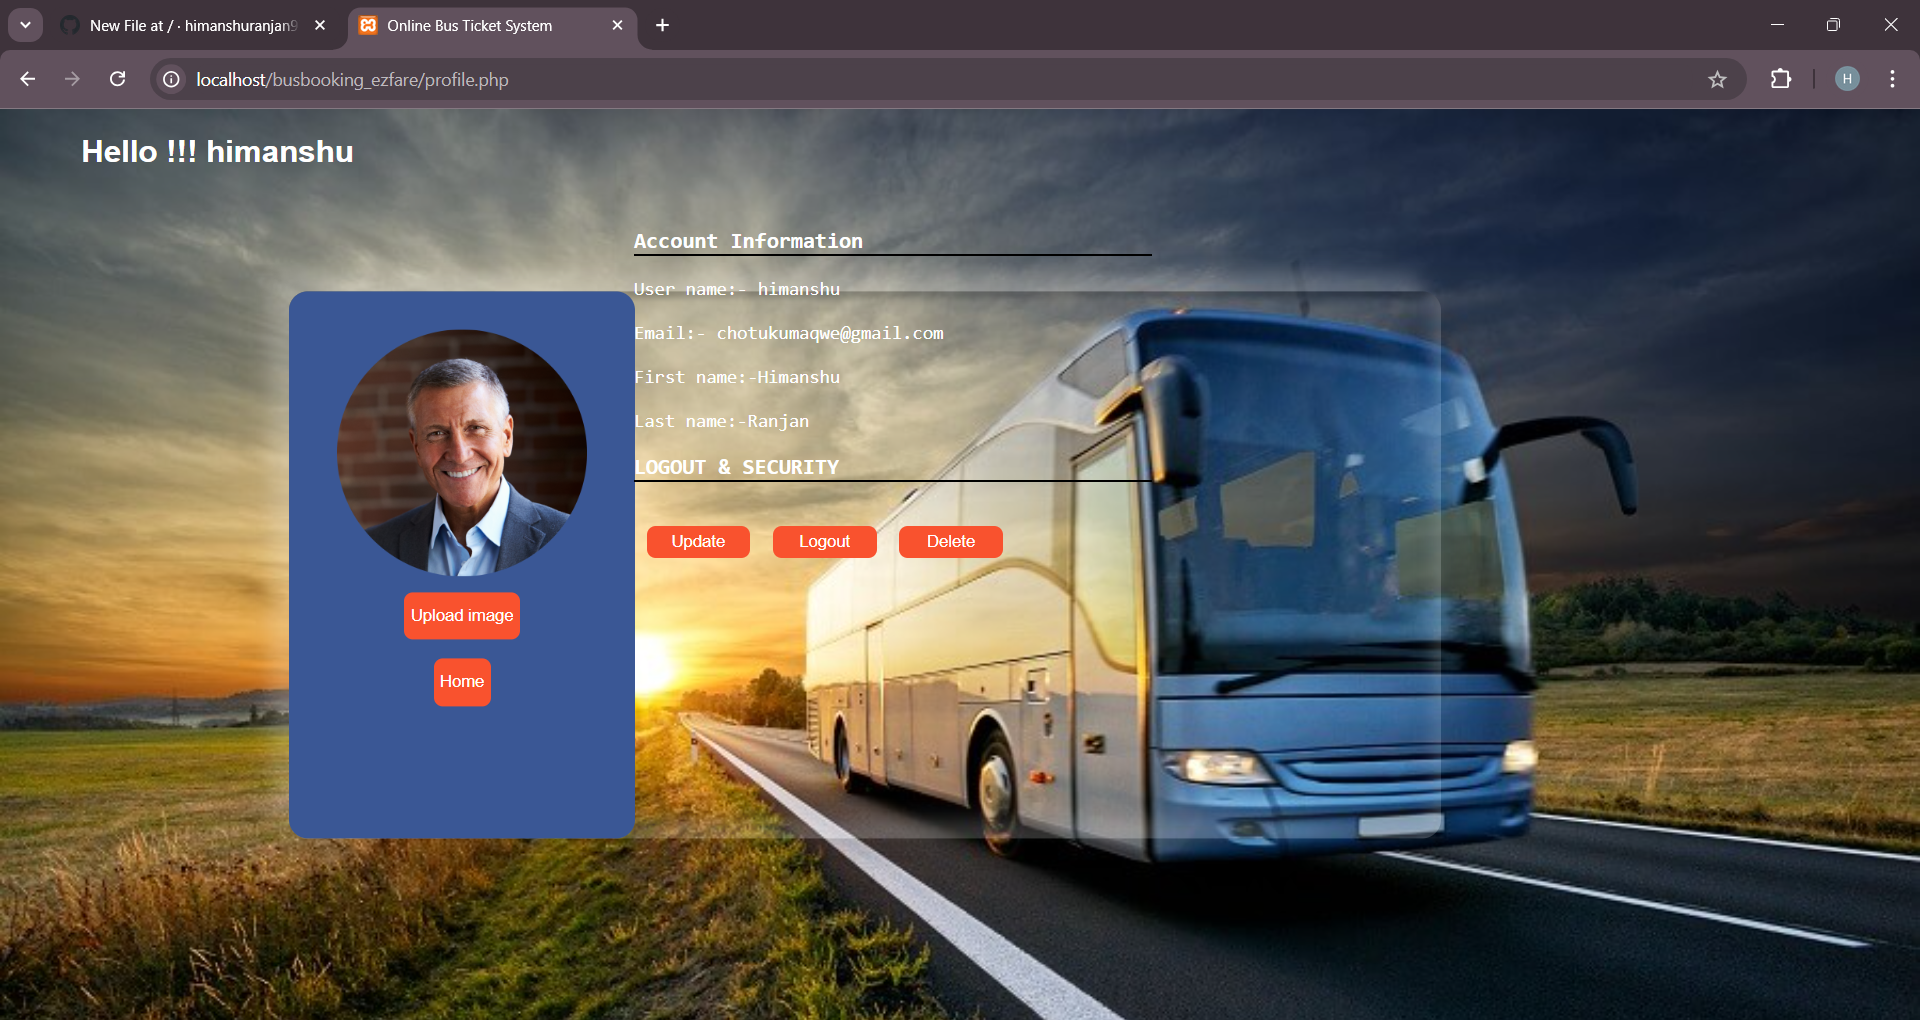 New File at / · himanshuranjan9
Online Bus Ticket System
localhost/busbooking_ezfare/profile.php
H
Hello !!! himanshu
Account Information
User name:- himanshu
Email:- chotukumaqwe@gmail.com
First name:-Himanshu
Last name:-Ranjan
LOGOUT & SECURITY
Update Logout Delete
Upload image
Home